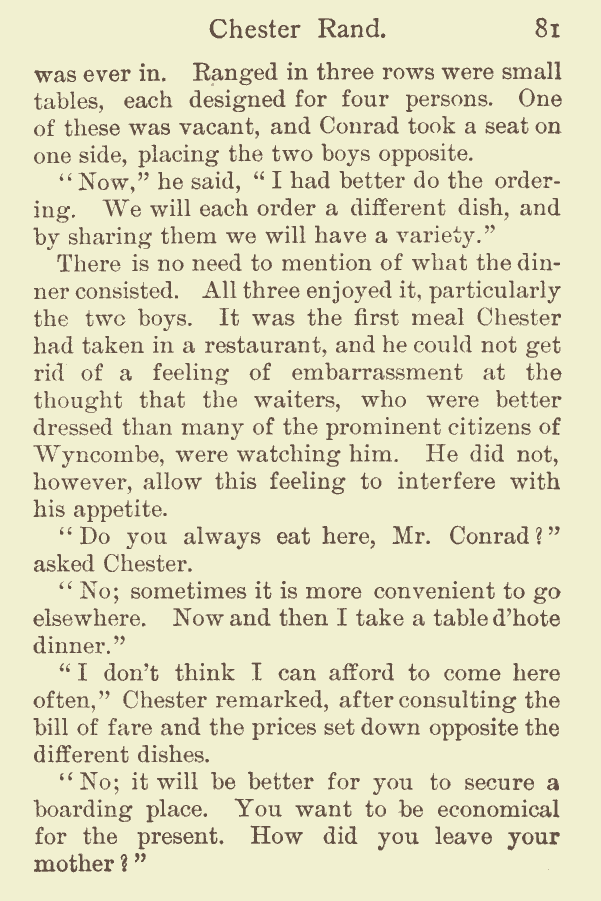 Chester Rand. 81
was ever in. Ranged in three rows were small
tables, each designed for four persons. One
of these was vacant, and Conrad took a seat on
one side, placing the two boys opposite.
“Now,” he said, “I had better do the order-
ing. We will each order a different dish, and
by sharing them we will have a variety.”
There is no need to mention of what the din-
ner consisted. All three enjoyed it, particularly
the two boys. It was the first meal Chester
had taken in a restaurant, and he could not get
rid of a feeling of embarrassment at the
thought that the waiters, who were better
dressed than many of the prominent citizens of
Wyncombe, were watching him. He did not,
however, allow this feeling to interfere with
his appetite.
“Do you always eat here, Mr. Conrad?”
asked Chester.
“No; sometimes it is more convenient to go
elsewhere. Now and then I take a table d’hote
dinner.”
“I don’t think I can afford to come here
often,” Chester remarked, after consulting the
bill of fare and the prices set down opposite the
different dishes.
“No; it will be better for you to secure a
boarding place. You want to be economical
for the present. How did you leave your
mother?”